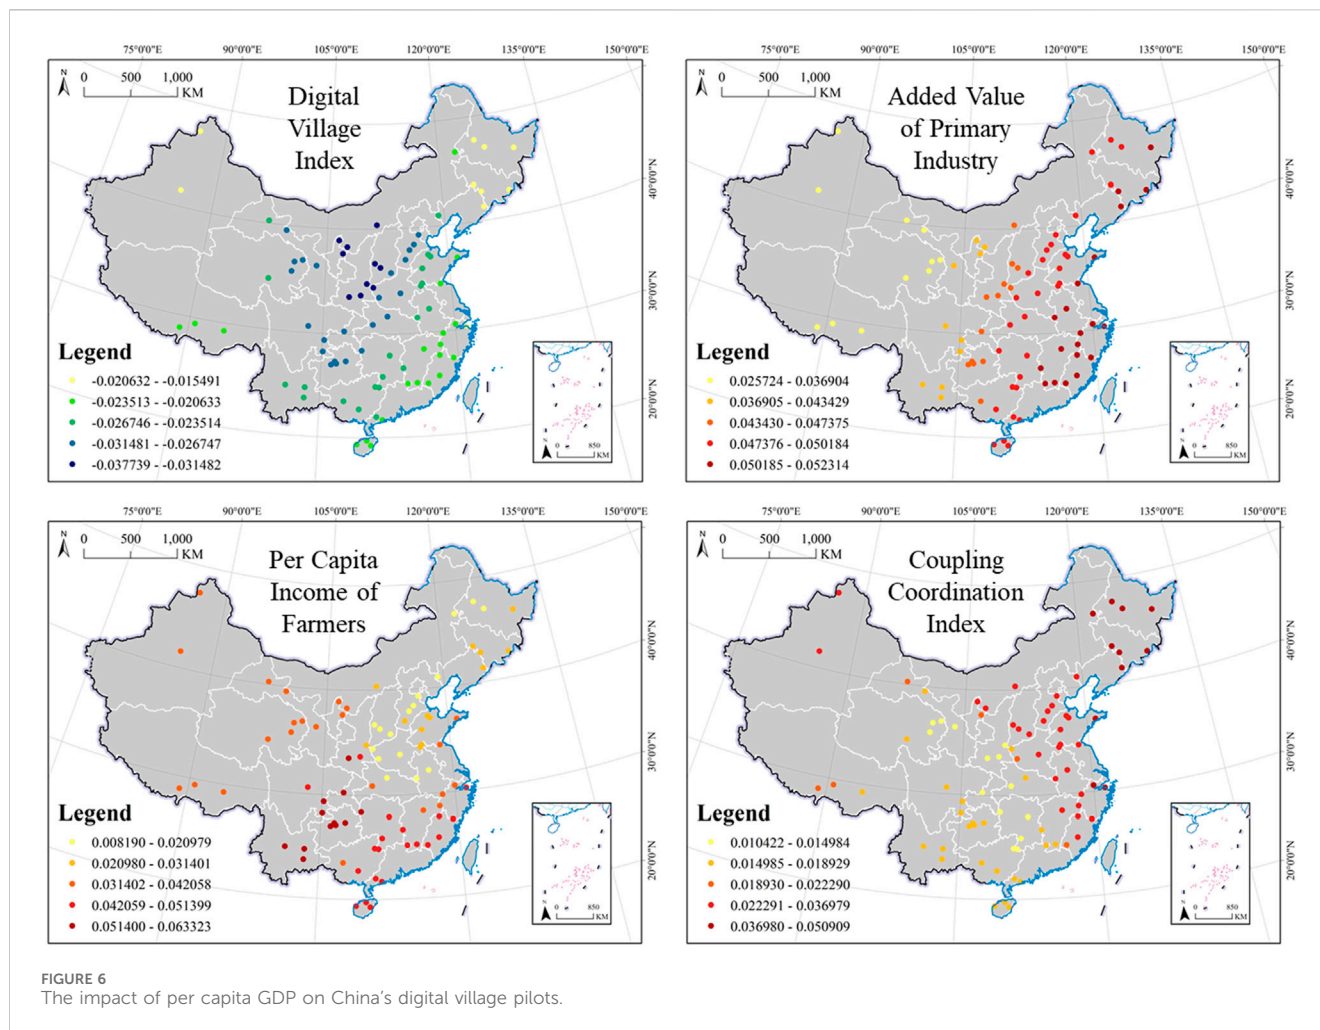 75°0'0"E 90°0'0"E 105°0'0"E 120°0'0"E 135°0'0"E 150°0'0"E
N
0 500 1,000
KM
Digital
Village
Index
40°0'0"N
30°0'0"N
20°0'0"N
Legend
-0.020632 - -0.015491
-0.023513 - -0.020633
-0.026746 - -0.023514
-0.031481 - -0.026747
-0.037739 - -0.031482
N
0 850
KM
75°0'0"E 90°0'0"E 105°0'0"E 120°0'0"E 135°0'0"E 150°0'0"E
N
0 500 1,000
KM
Added Value
of Primary
Industry
40°0'0"N
30°0'0"N
20°0'0"N
Legend
0.025724 - 0.036904
0.036905 - 0.043429
0.043430 - 0.047375
0.047376 - 0.050184
0.050185 - 0.052314
N
0 850
KM
75°0'0"E 90°0'0"E 105°0'0"E 120°0'0"E 135°0'0"E 150°0'0"E
N
0 500 1,000
KM
Per Capita
Income of
Farmers
40°0'0"N
30°0'0"N
20°0'0"N
Legend
0.008190 - 0.020979
0.020980 - 0.031401
0.031402 - 0.042058
0.042059 - 0.051399
0.051400 - 0.063323
N
0 850
KM
75°0'0"E 90°0'0"E 105°0'0"E 120°0'0"E 135°0'0"E 150°0'0"E
N
0 500 1,000
KM
Coupling
Coordination
Index
40°0'0"N
30°0'0"N
20°0'0"N
Legend
0.010422 - 0.014984
0.014985 - 0.018929
0.018930 - 0.022290
0.022291 - 0.036979
0.036980 - 0.050909
N
0 850
KM
FIGURE 6
The impact of per capita GDP on China's digital village pilots.